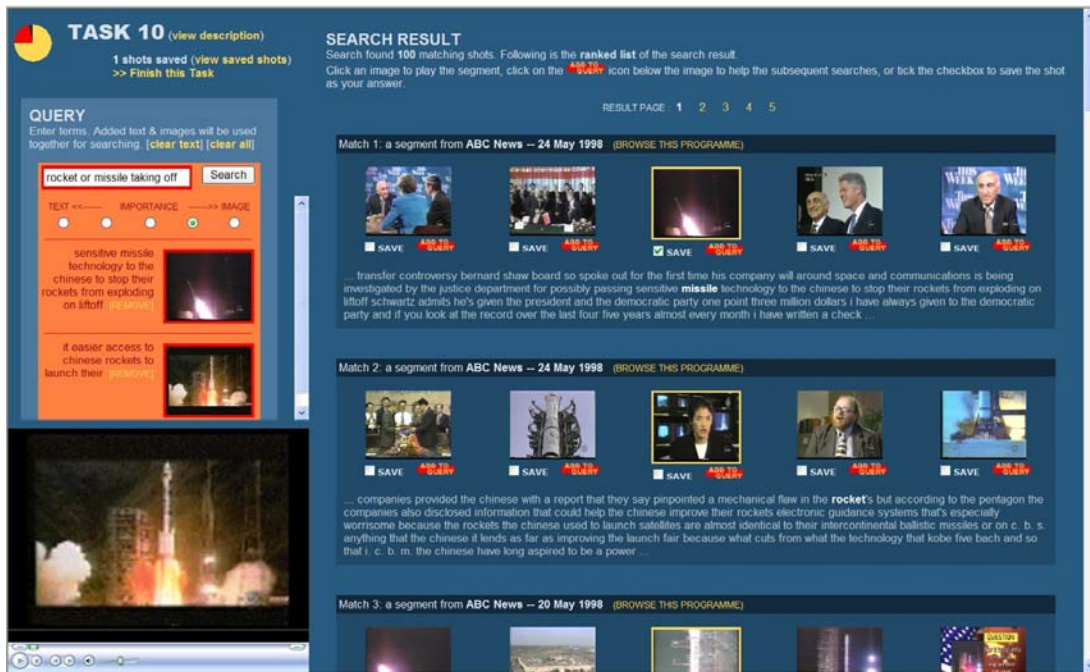 TASK 10 (view description)
1 shots saved (view saved shots)
>> Finish this Task
QUERY
Enter terms. Added text & images will be used
together for searching. [clear text] [clear all]
rocket or missile taking off
Search
TEXT <<------ IMPORTANCE ------>> IMAGE
sensitive missile
technology to the
chinese to stop their
rockets from exploding
on liftoff [REMOVE]
it easier access to
chinese rockets to
launch their [REMOVE]
SEARCH RESULT
Search found 100 matching shots. Following is the ranked list of the search result.
Click an image to play the segment, click on the ADD TO QUERY icon below the image to help the subsequent searches, or tick the checkbox to save the shot
as your answer.
RESULT PAGE : 1 2 3 4 5
Match 1: a segment from ABC News -- 24 May 1998 (BROWSE THIS PROGRAMME)
THIS WEEK
SAVE ADD TO QUERY SAVE ADD TO QUERY SAVE ADD TO QUERY SAVE ADD TO QUERY SAVE ADD TO QUERY
... transfer controversy bernard shaw board so spoke out for the first time his company will around space and communications is being
investigated by the justice department for possibly passing sensitive missile technology to the chinese to stop their rockets from exploding on
liftoff schwartz admits he's given the president and the democratic party one point three million dollars i have always given to the democratic
party and if you look at the record over the last four five years almost every month i have written a check ...
Match 2: a segment from ABC News -- 24 May 1998 (BROWSE THIS PROGRAMME)
SAVE ADD TO QUERY SAVE ADD TO QUERY SAVE ADD TO QUERY SAVE ADD TO QUERY SAVE ADD TO QUERY
... companies provided the chinese with a report that they say pinpointed a mechanical flaw in the rocket's but according to the pentagon the
companies also disclosed information that could help the chinese improve their rockets electronic guidance systems that's especially
worrisome because the rockets the chinese used to launch satellites are almost identical to their intercontinental ballistic missiles or on c. b. s.
anything that the chinese it lends as far as improving the launch fair because what cuts from what the technology that kobe five bach and so
that i. c. b. m. the chinese have long aspired to be a power ...
Match 3: a segment from ABC News -- 20 May 1998 (BROWSE THIS PROGRAMME)
QUESTION